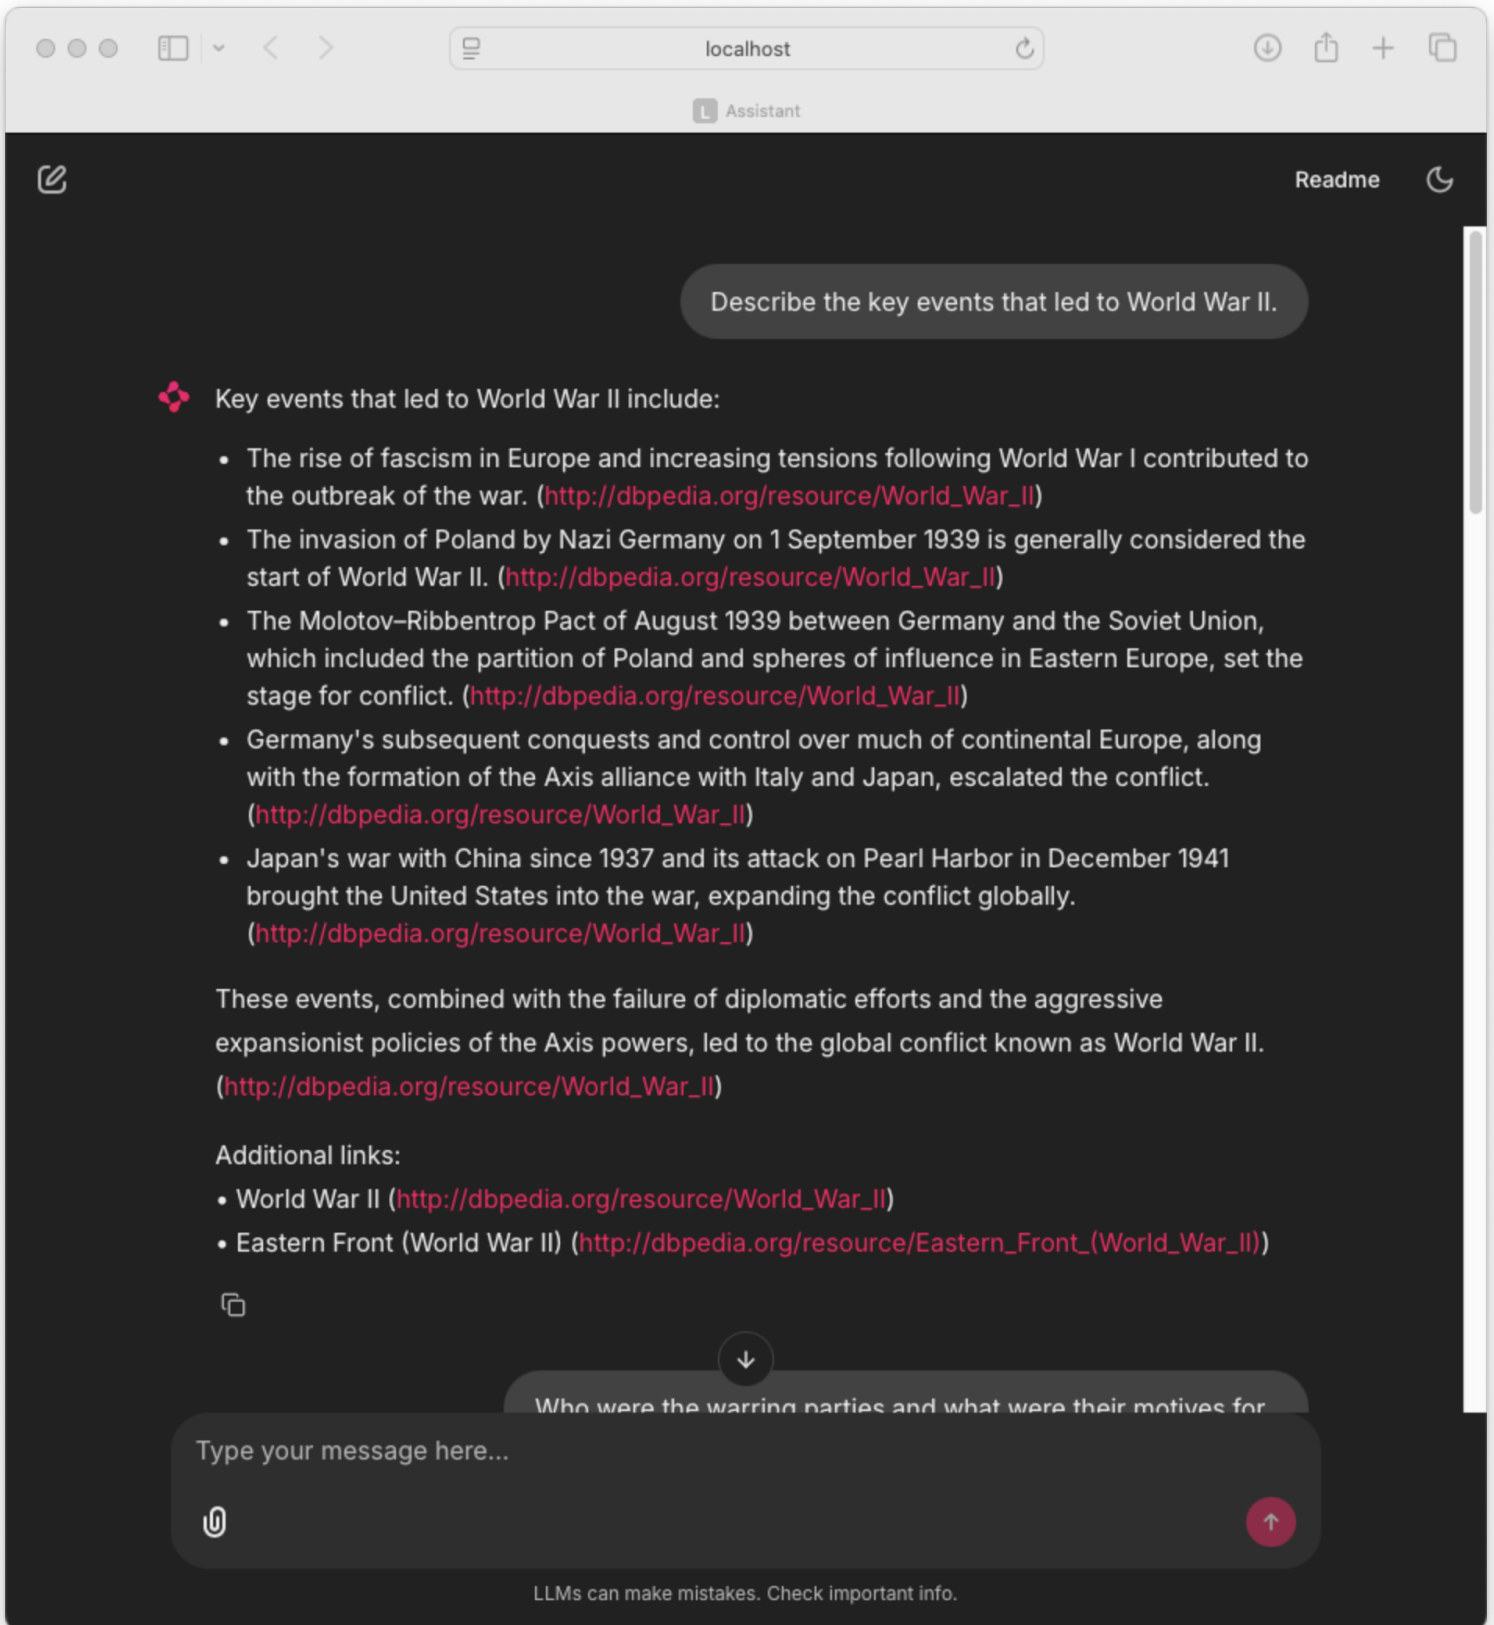 localhost
L Assistant
Readme
Describe the key events that led to World War II.
Key events that led to World War II include:
• The rise of fascism in Europe and increasing tensions following World War I contributed to
the outbreak of the war. (http://dbpedia.org/resource/World_War_II)
• The invasion of Poland by Nazi Germany on 1 September 1939 is generally considered the
start of World War II. (http://dbpedia.org/resource/World_War_II)
• The Molotov–Ribbentrop Pact of August 1939 between Germany and the Soviet Union,
which included the partition of Poland and spheres of influence in Eastern Europe, set the
stage for conflict. (http://dbpedia.org/resource/World_War_II)
• Germany's subsequent conquests and control over much of continental Europe, along
with the formation of the Axis alliance with Italy and Japan, escalated the conflict.
(http://dbpedia.org/resource/World_War_II)
• Japan's war with China since 1937 and its attack on Pearl Harbor in December 1941
brought the United States into the war, expanding the conflict globally.
(http://dbpedia.org/resource/World_War_II)
These events, combined with the failure of diplomatic efforts and the aggressive
expansionist policies of the Axis powers, led to the global conflict known as World War II.
(http://dbpedia.org/resource/World_War_II)
Additional links:
• World War II (http://dbpedia.org/resource/World_War_II)
• Eastern Front (World War II) (http://dbpedia.org/resource/Eastern_Front_(World_War_II))
Who were the warring parties and what were their motives for
Type your message here...
LLMs can make mistakes. Check important info.